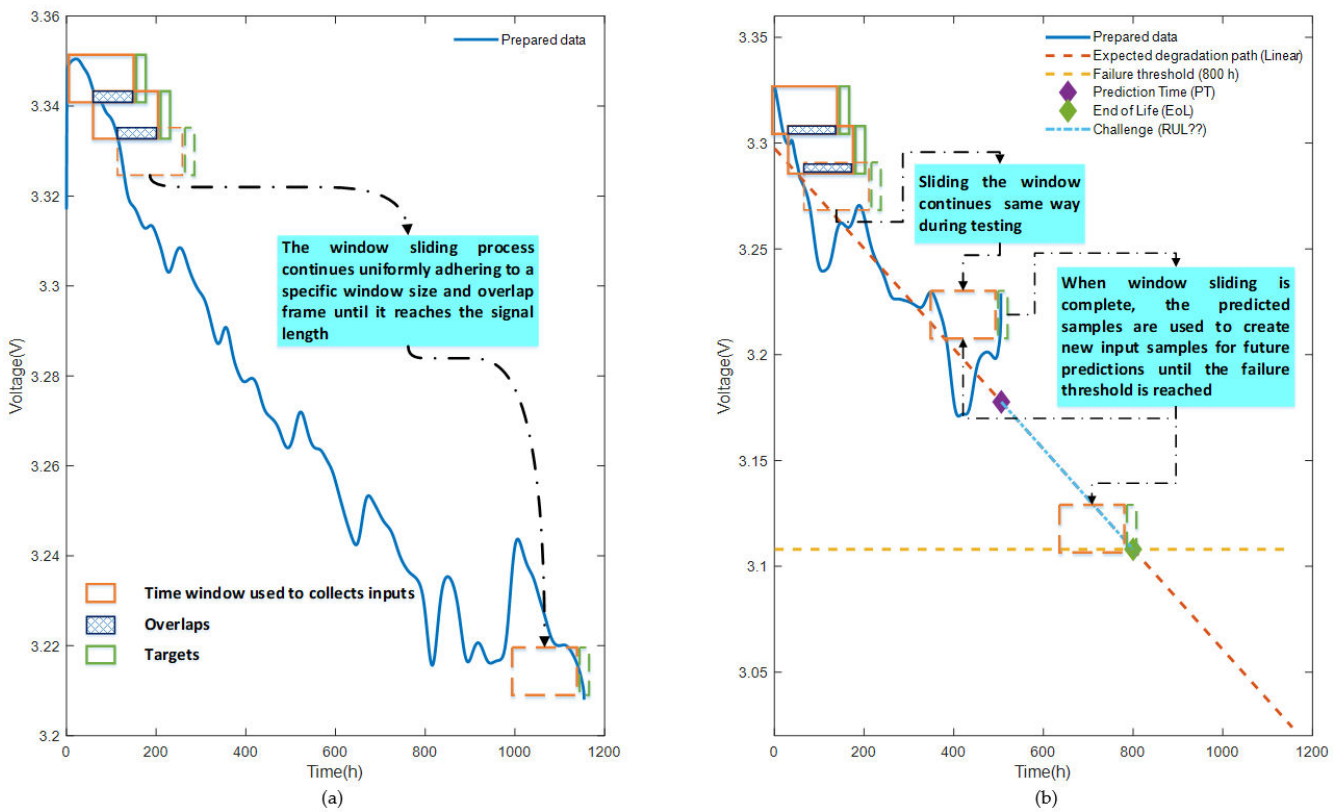 3.36
3.34
3.32
3.3
3.28
3.26
3.24
3.22
3.2
Voltage(V)
0
200
400
600
800
1000
1200
Time(h)
Prepared data
The window sliding process
continues uniformly adhering to a
specific window size and overlap
frame until it reaches the signal
length
Time window used to collects inputs
Overlaps
Targets
(a)
3.35
3.3
3.25
3.2
3.15
3.1
3.05
Voltage(V)
0
200
400
600
800
1000
1200
Time(h)
Prepared data
Expected degradation path (Linear)
Failure threshold (800 h)
Prediction Time (PT)
End of Life (EoL)
Challenge (RUL??)
Sliding the window
continues same way
during testing
When window sliding is
complete, the predicted
samples are used to create
new input samples for future
predictions until the failure
threshold is reached
(b)